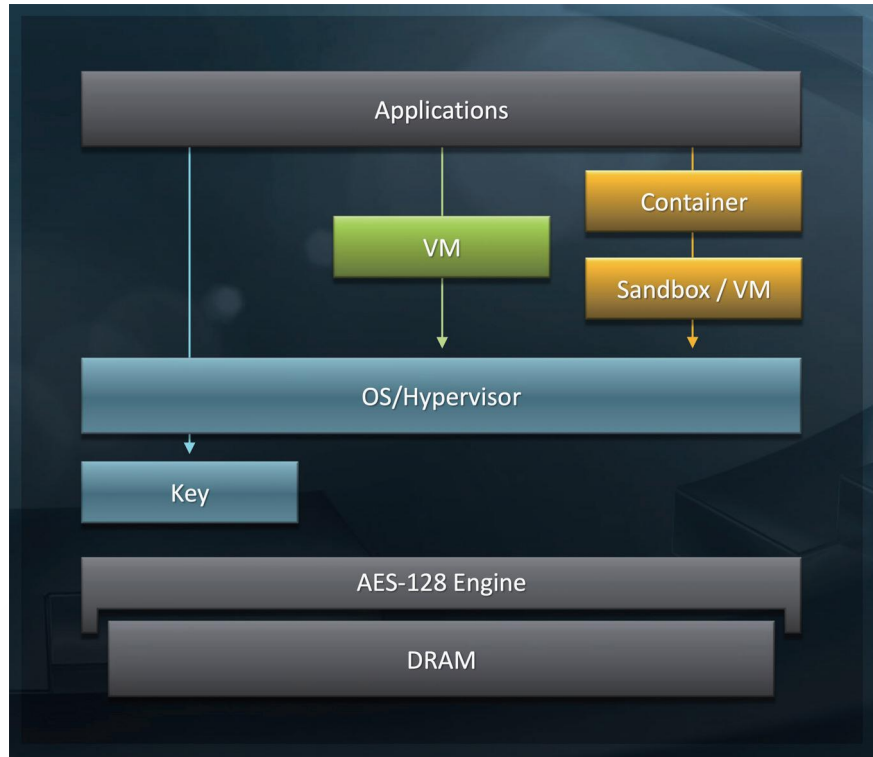 Applications
Container
VM
Sandbox / VM
OS/Hypervisor
Key
AES-128 Engine
DRAM